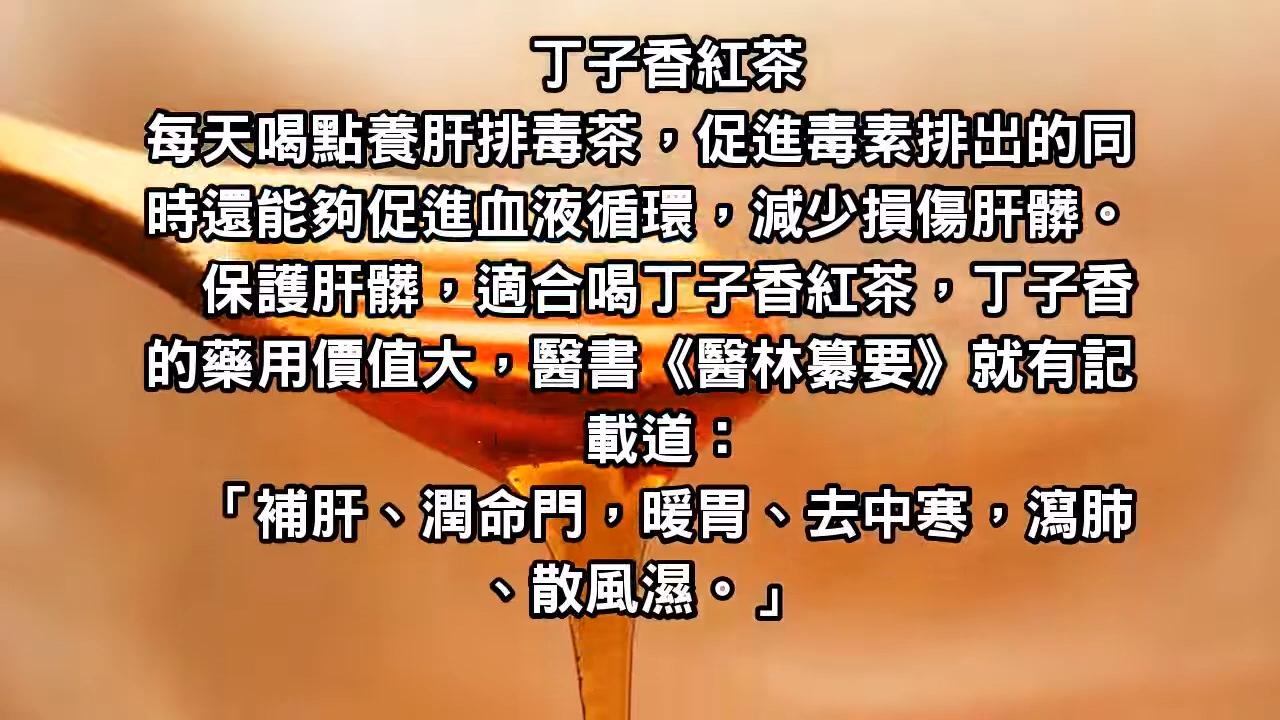 丁子香紅茶
每天喝點養肝排毒茶，促進毒素排出的同
時還能夠促進血液循環，減少損傷肝髒。
保護肝髒，適合喝丁子香紅茶，丁子香
的藥用價值大，醫書《醫林纂要》就有記
載道：
「補肝、潤命門，暖胃、去中寒，瀉肺
、散風濕。」